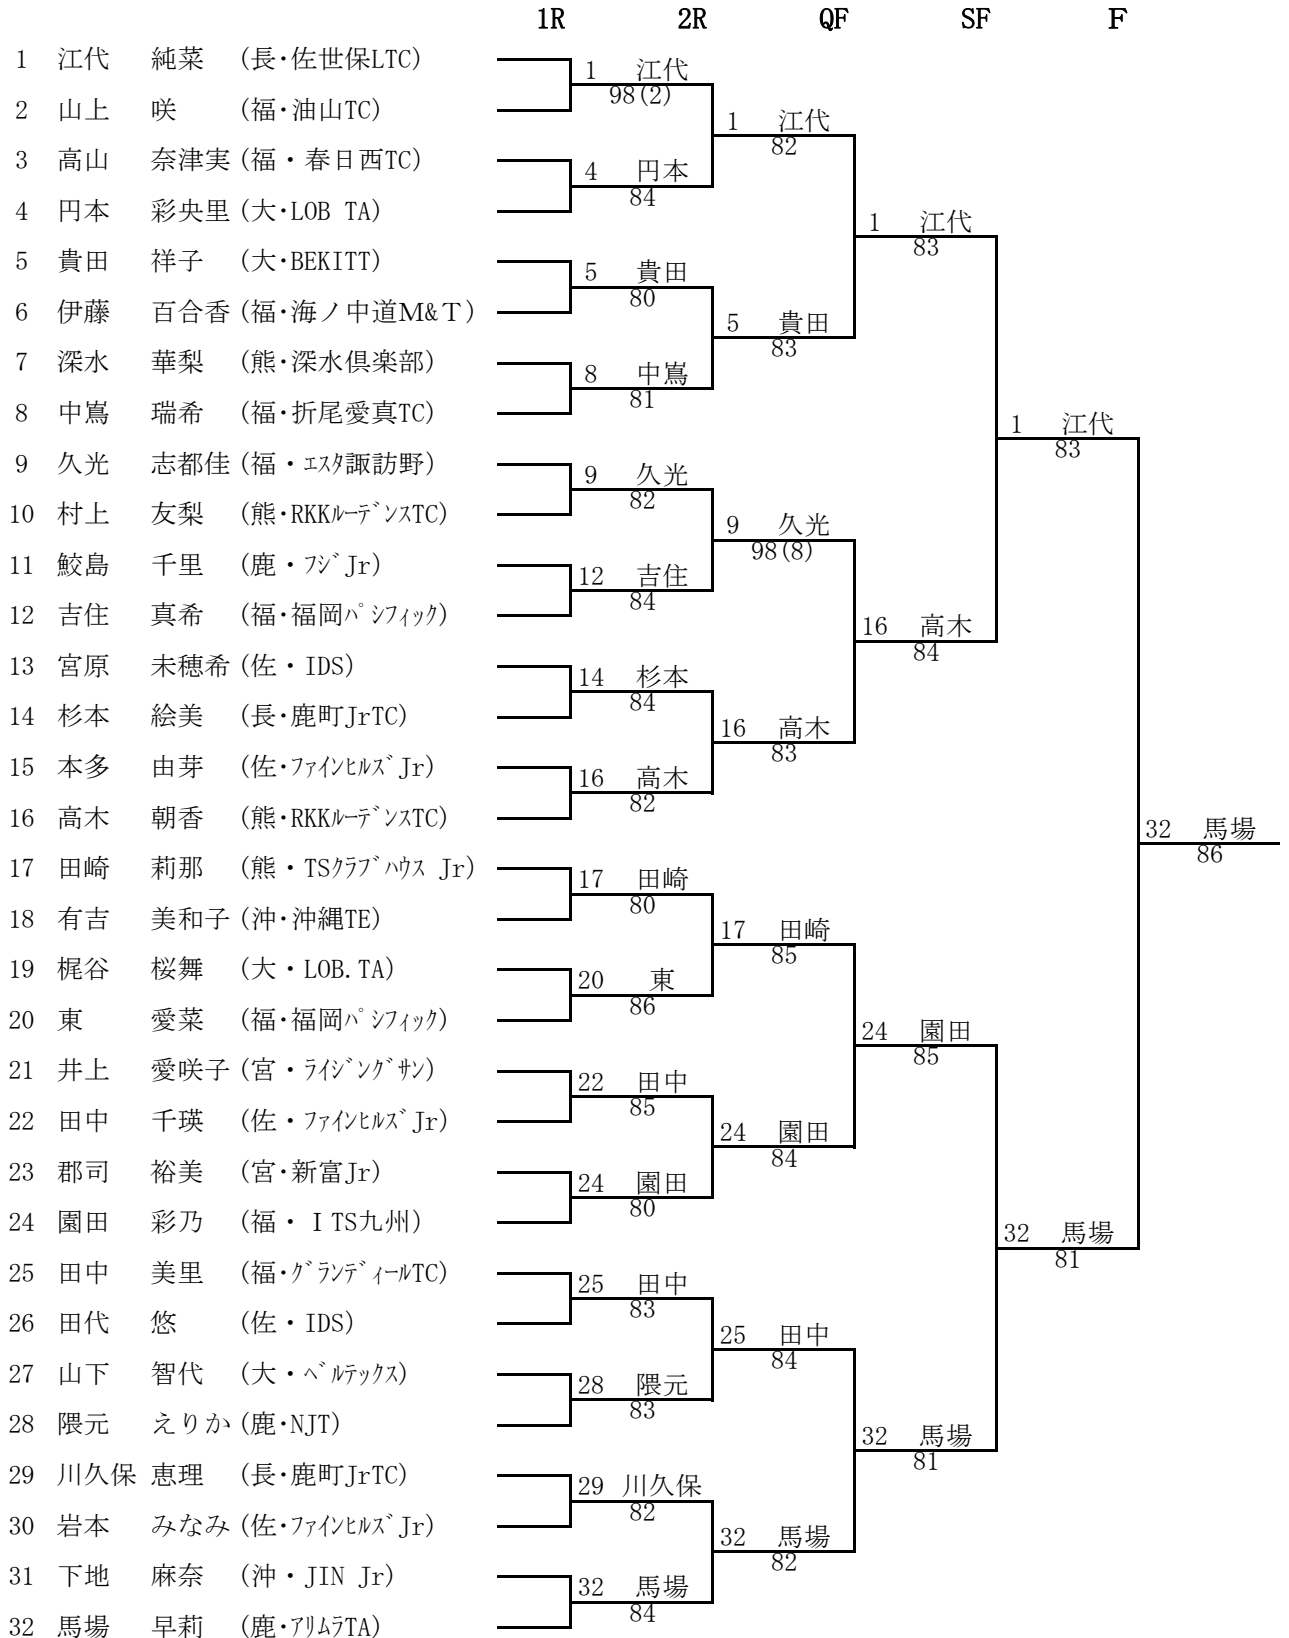 1R 2R QF SF F
1 江代 純菜 (長・佐世保LTC)
1 江代
98(2)
2 山上 咲 (福・油山TC)
1 江代
82
3 高山 奈津実 (福・春日西TC)
4 円本
84
4 円本 彩央里 (大・LOB TA)
1 江代
83
5 貴田 祥子 (大・BEKITT)
5 貴田
80
6 伊藤 百合香 (福・海ノ中道M&T)
5 貴田
83
7 深水 華梨 (熊・深水倶楽部)
8 中嶌
81
8 中嶌 瑞希 (福・折尾愛真TC)
1 江代
83
9 久光 志都佳 (福・エスタ諏訪野)
9 久光
82
10 村上 友梨 (熊・RKKルーデンスTC)
9 久光
98(8)
11 鮫島 千里 (鹿・フジJr)
12 吉住
84
12 吉住 真希 (福・福岡パシフィック)
16 高木
84
13 宮原 未穂希 (佐・IDS)
14 杉本
84
14 杉本 絵美 (長・鹿町JrTC)
16 高木
83
15 本多 由芽 (佐・ファインヒルズJr)
16 高木
82
16 高木 朝香 (熊・RKKルーデンスTC)
32 馬場
86
17 田崎 莉那 (熊・TSクラブハウス Jr)
17 田崎
80
18 有吉 美和子 (沖・沖縄TE)
17 田崎
85
19 梶谷 桜舞 (大・LOB.TA)
20 東
86
20 東 愛菜 (福・福岡パシフィック)
24 園田
85
21 井上 愛咲子 (宮・ライジングサン)
22 田中
85
22 田中 千瑛 (佐・ファインヒルズJr)
24 園田
84
23 郡司 裕美 (宮・新富Jr)
24 園田
80
24 園田 彩乃 (福・ＩTS九州)
32 馬場
81
25 田中 美里 (福・グランディールTC)
25 田中
83
26 田代 悠 (佐・IDS)
25 田中
84
27 山下 智代 (大・ベルテックス)
28 隈元
83
28 隈元 えりか (鹿・NJT)
32 馬場
81
29 川久保 恵理 (長・鹿町JrTC)
29 川久保
82
30 岩本 みなみ (佐・ファインヒルズJr)
32 馬場
82
31 下地 麻奈 (沖・JIN Jr)
32 馬場
84
32 馬場 早莉 (鹿・アリムラTA)